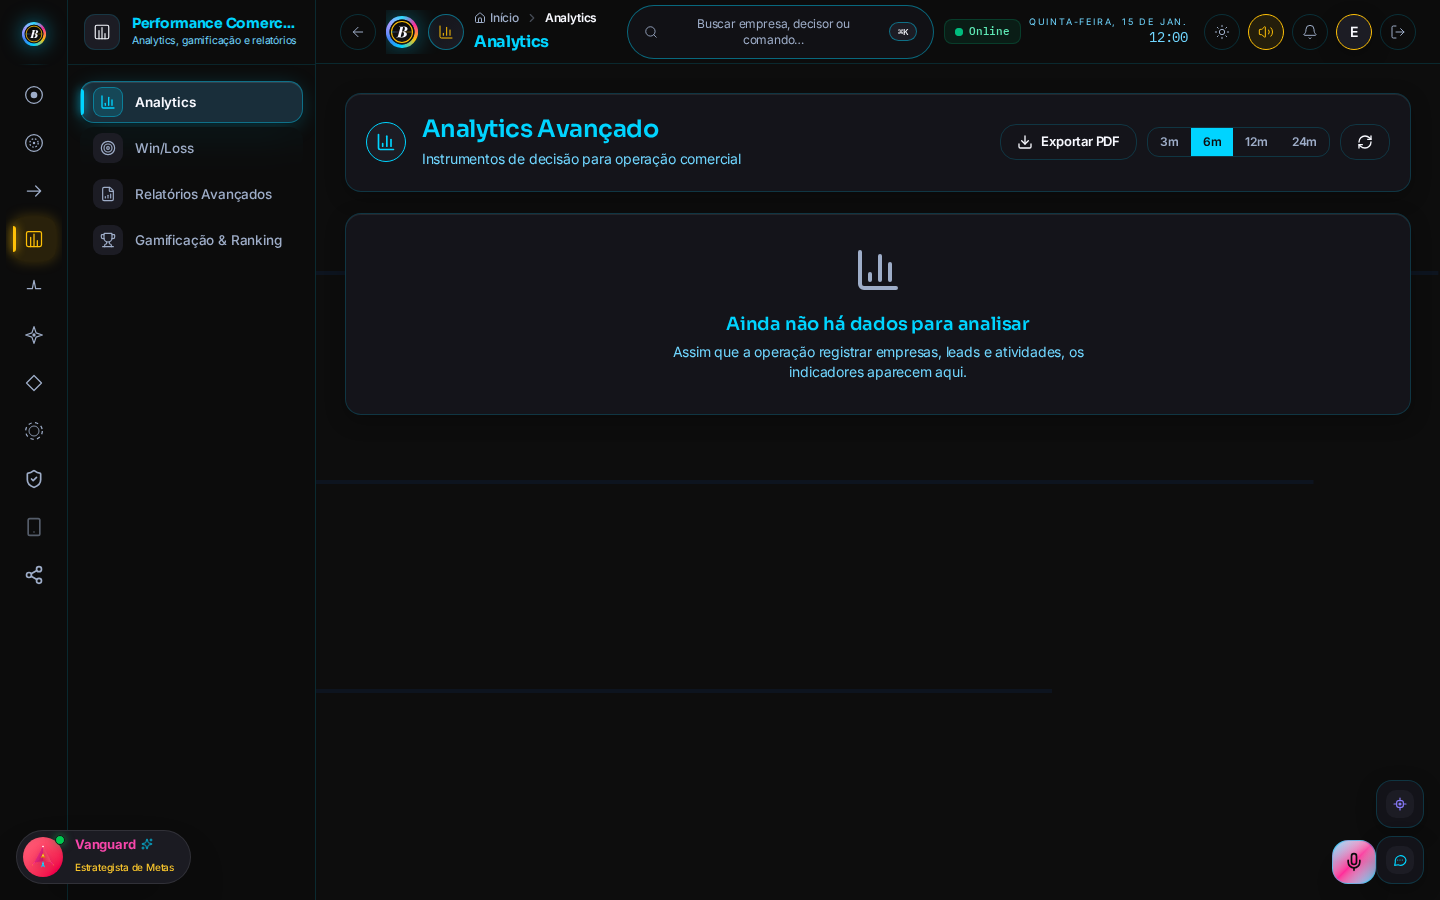 B
Performance Comerc...
Analytics, gamificação e relatórios
Analytics
Win/Loss
Relatórios Avançados
Gamificação & Ranking
B
Início
Analytics
Analytics
Buscar empresa, decisor ou
comando...
⌘K
Online
QUINTA-FEIRA, 15 DE JAN.
12:00
E
Analytics Avançado
Instrumentos de decisão para operação comercial
Exportar PDF
3m
6m
12m
24m
Ainda não há dados para analisar
Assim que a operação registrar empresas, leads e atividades, os
indicadores aparecem aqui.
Vanguard
Estrategista de Metas